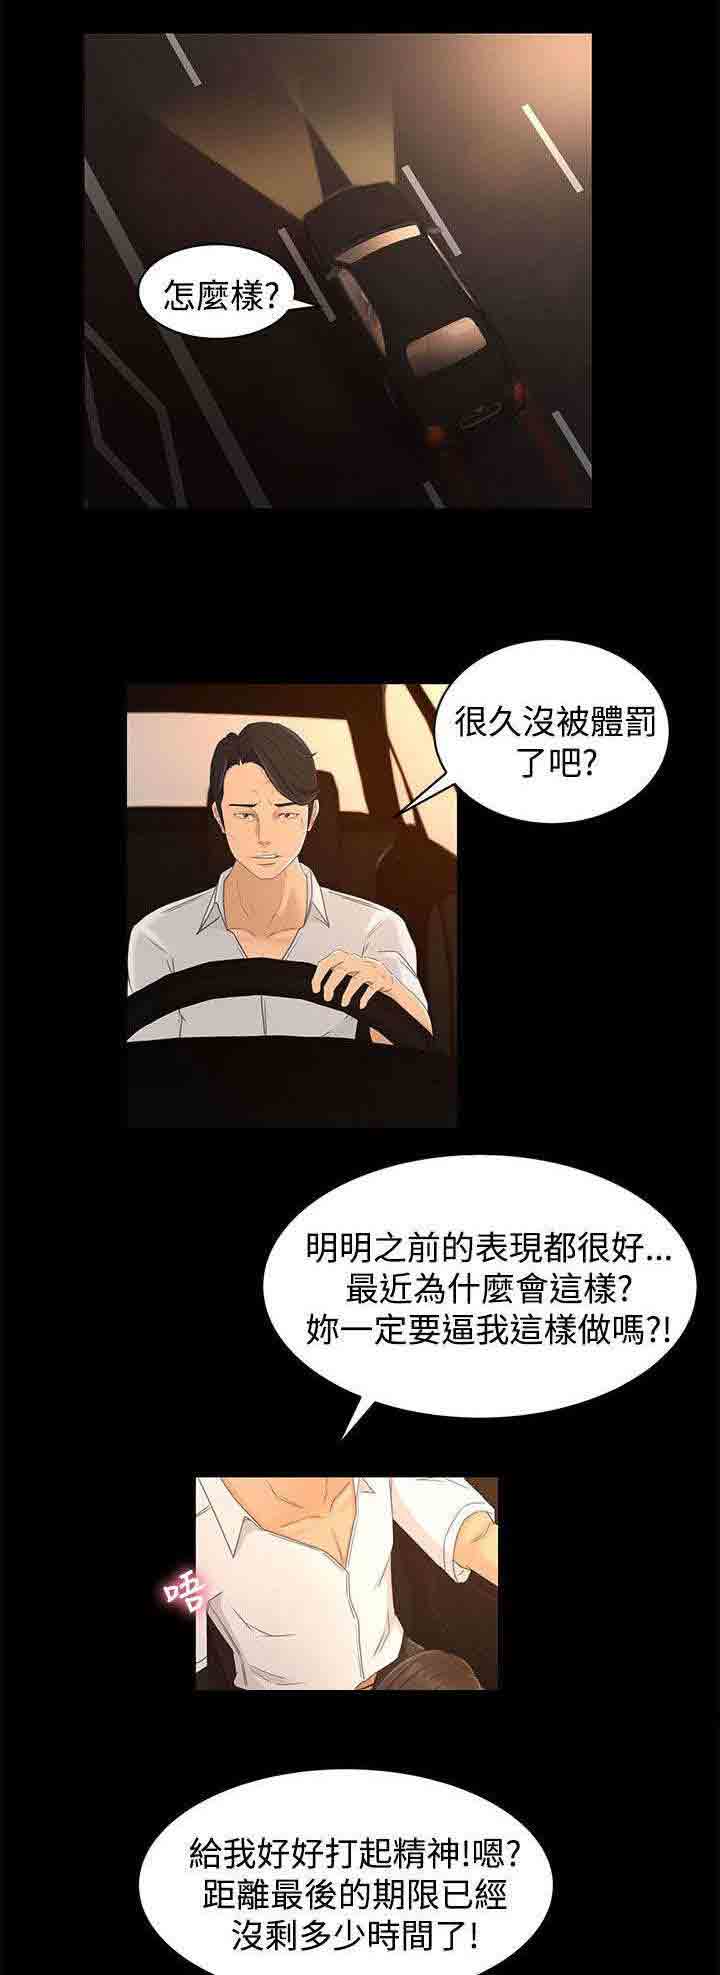 怎麼樣?
很久沒被體罰
了吧?
明明之前的表現都很好...
最近為什麼會這樣?
妳一定要逼我這樣做嗎?!
唔
給我好好打起精神!嗯?
距離最後的期限已經
沒剩多少時間了!